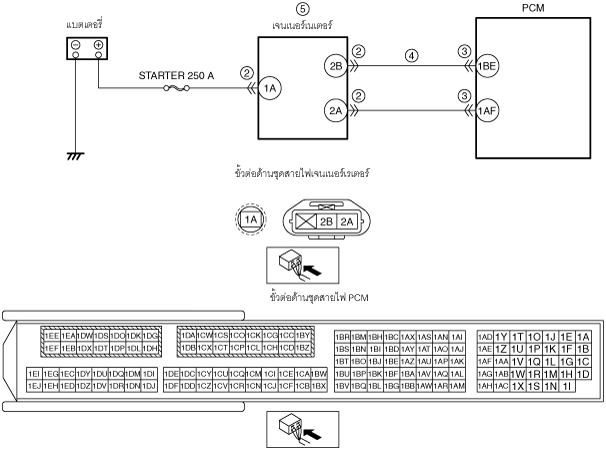 ⑤ PCM
แบตเตอรี่ เจนเนอร์เนเตอร์
② ④ ③
− + 2B 1BE
STARTER 250 A ②
1A ② ③
2A 1AF
ขั้วต่อด้านชุดสายไฟเจนเนอร์เรเตอร์
1A 2B 2A
ขั้วต่อด้านชุดสายไฟ PCM
1EE 1EA 1DW 1DS 1DO 1DK 1DG 1DA 1CW 1CS 1CO 1CK 1CG 1CC 1BY 1BR 1BM 1BH 1BC 1AX 1AS 1AN 1AI 1AD 1Y 1T 1O 1J 1E 1A
1EF 1EB 1DX 1DT 1DP 1DL 1DH 1DB 1CX 1CT 1CP 1CL 1CH 1CD 1BZ 1BS 1BN 1BI 1BD 1AY 1AT 1AO 1AJ 1AE 1Z 1U 1P 1K 1F 1B
1BT 1BO 1BJ 1BE 1AZ 1AU 1AP 1AK 1AF 1AA 1V 1Q 1L 1G 1C
1EI 1EG 1EC 1DY 1DU 1DQ 1DM 1DI 1DE 1DC 1CY 1CU 1CQ 1CM 1CI 1CE 1CA 1BW 1BU 1BP 1BK 1BF 1BA 1AV 1AQ 1AL 1AG 1AB 1W 1R 1M 1H 1D
1EJ 1EH 1ED 1DZ 1DV 1DR 1DN 1DJ 1DF 1DD 1CZ 1CV 1CR 1CN 1CJ 1CF 1CB 1BX 1BV 1BQ 1BL 1BG 1BB 1AW 1AR 1AM 1AH 1AC 1X 1S 1N 1I